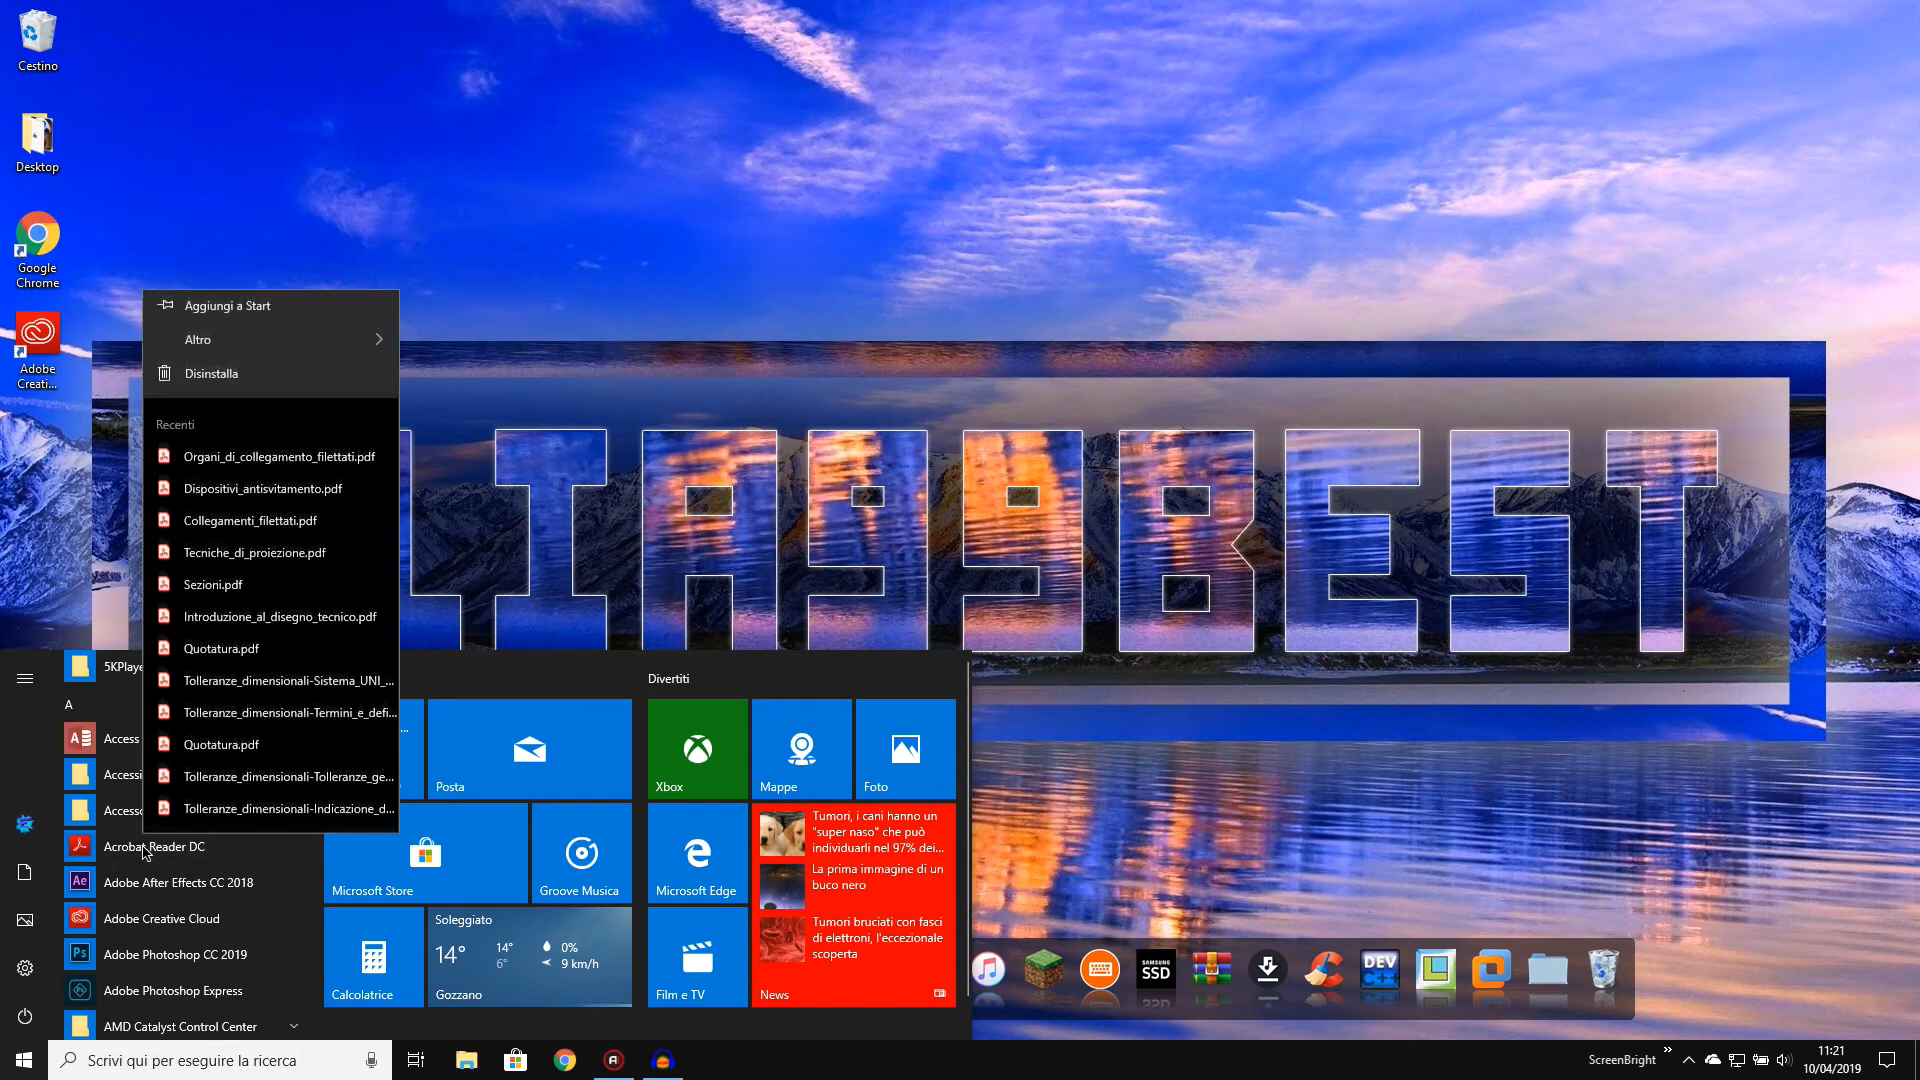 Cestino
Desktop
Google
Chrome
Adobe
Creati...
Aggiungi a Start
Altro
Disinstalla
Recenti
Organi_di_collegamento_filettati.pdf
Dispositivi_antisvitamento.pdf
Collegamenti_filettati.pdf
Tecniche_di_proiezione.pdf
Sezioni.pdf
Introduzione_al_disegno_tecnico.pdf
Quotatura.pdf
Tolleranze_dimensionali-Sistema_UNI_...
Tolleranze_dimensionali-Termini_e_defi...
Quotatura.pdf
Tolleranze_dimensionali-Tolleranze_ge...
Tolleranze_dimensionali-Indicazione_d...
LIA99BEST
5KPlaye
A
Access
Accessi
Accesso
Acrobat Reader DC
Adobe After Effects CC 2018
Adobe Creative Cloud
Adobe Photoshop CC 2019
Adobe Photoshop Express
AMD Catalyst Control Center
...
Posta
Microsoft Store
Groove Musica
Calcolatrice
Soleggiato
14° 14° 0%
6° 9 km/h
Gozzano
Divertiti
Xbox
Mappe
Foto
Microsoft Edge
Tumori, i cani hanno un
"super naso" che può
individuarli nel 97% dei...
La prima immagine di un
buco nero
Tumori bruciati con fasci
di elettroni, l'eccezionale
scoperta
Film e TV
News
SAMSUNG
SSD
DEV
C++
Scrivi qui per eseguire la ricerca
ScreenBright
11:21
10/04/2019